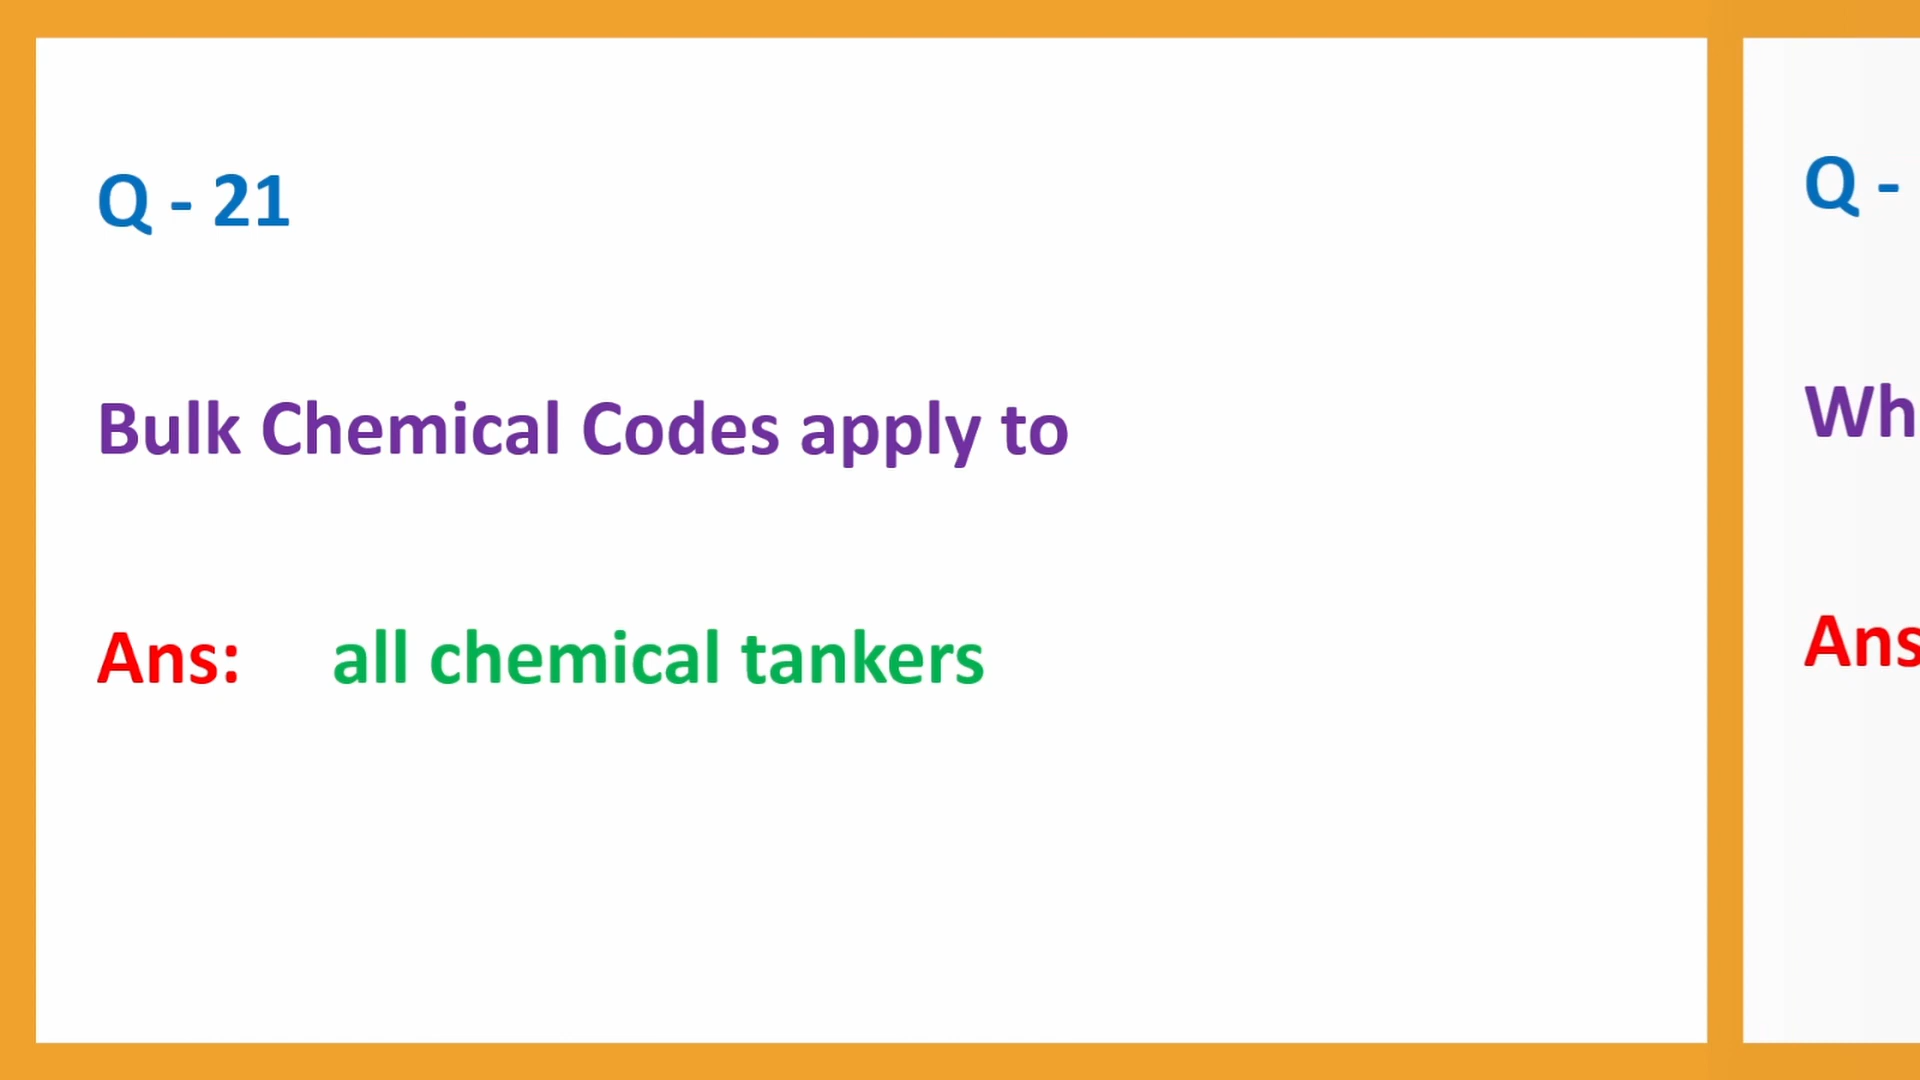 Q - 21
Bulk Chemical Codes apply to
Ans: all chemical tankers
Q -